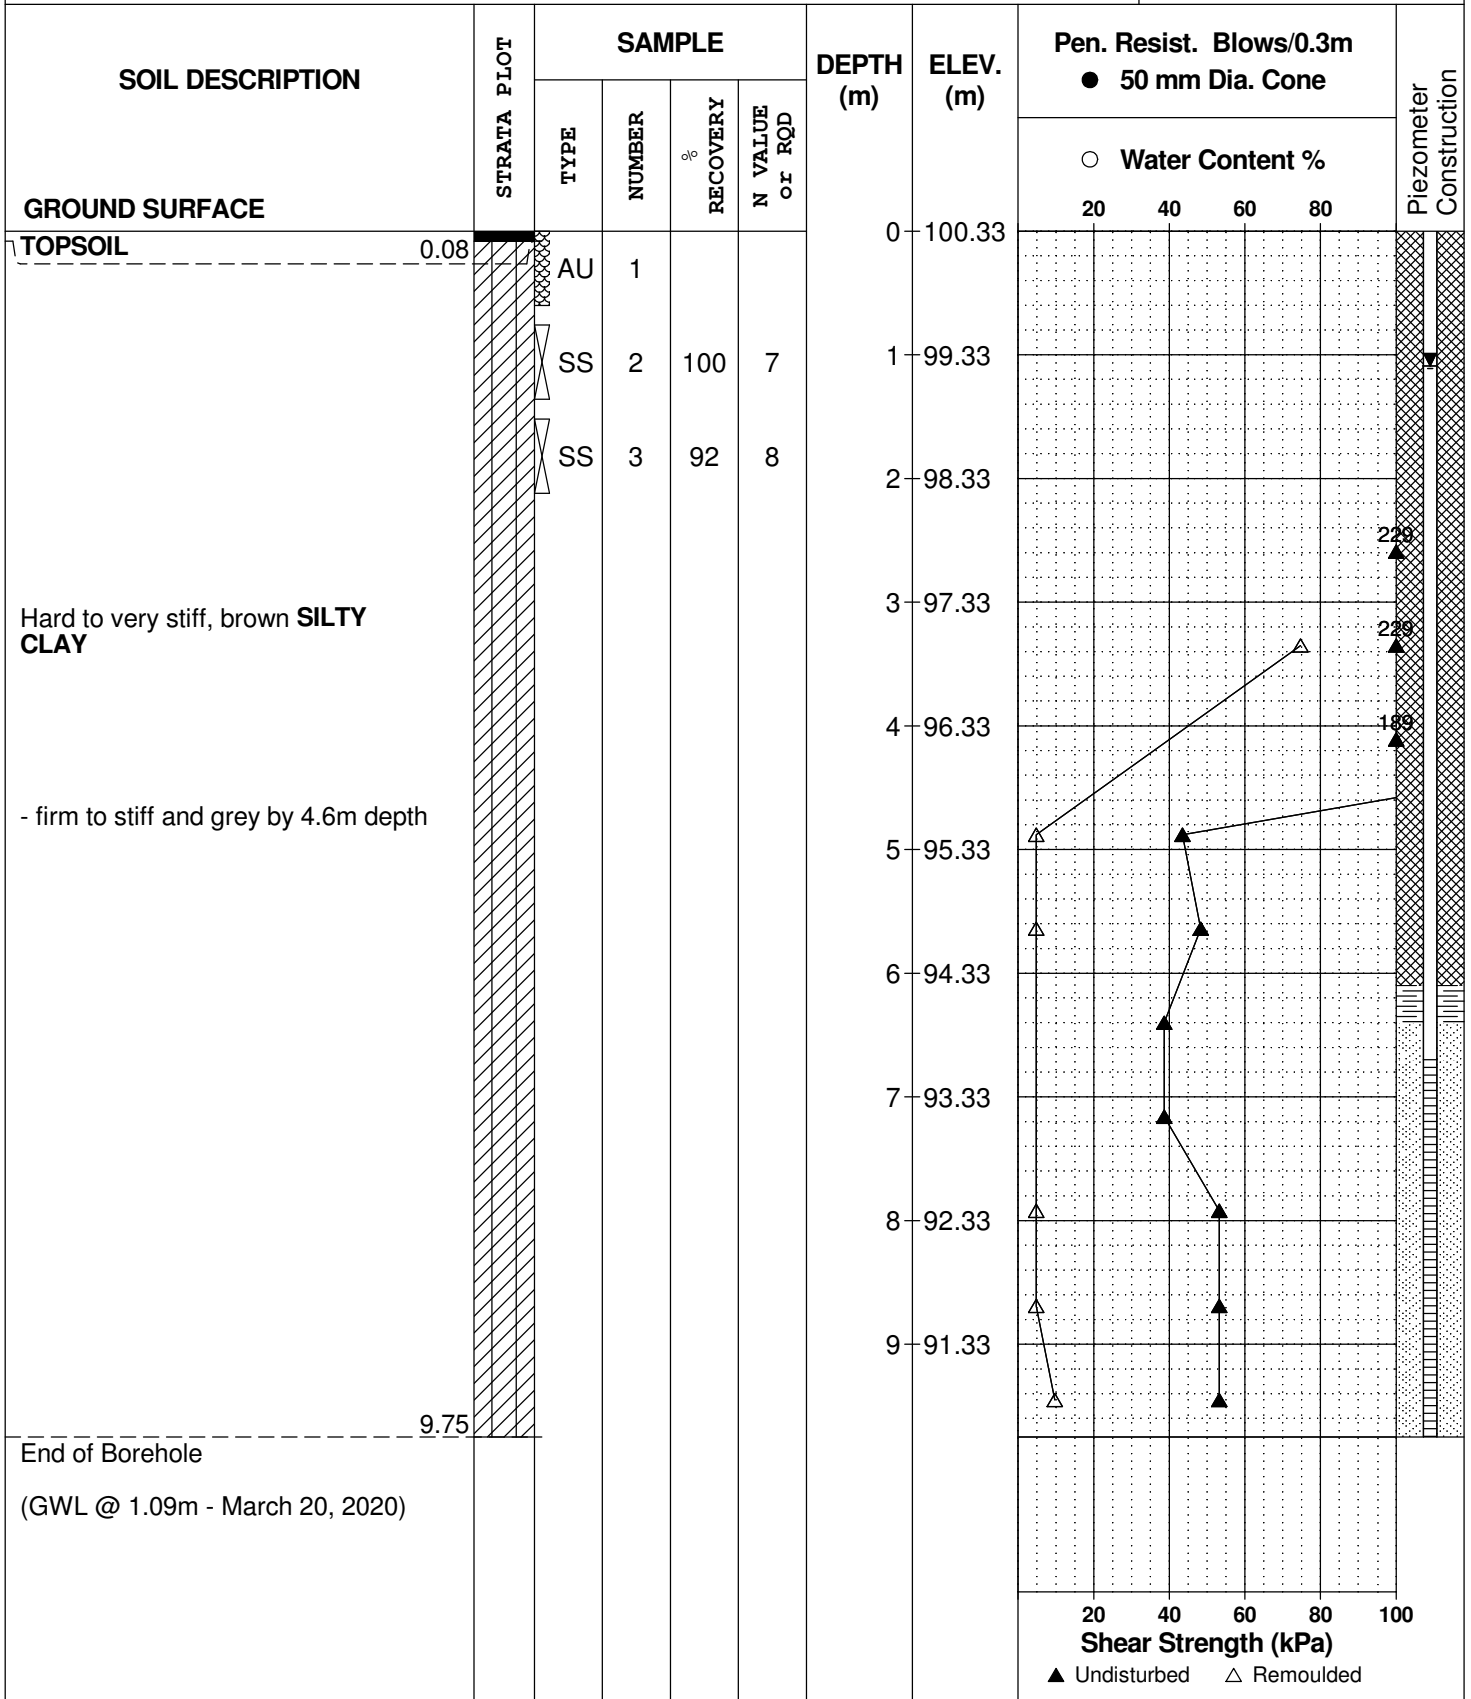 SOIL DESCRIPTION
GROUND SURFACE
STRATA PLOT
SAMPLE
TYPE
NUMBER
%
RECOVERY
N VALUE
or RQD
DEPTH
(m)
ELEV.
(m)
Pen. Resist. Blows/0.3m
● 50 mm Dia. Cone
○ Water Content %
20 40 60 80
Piezometer
Construction
TOPSOIL 0.08
0 100.33
AU 1
SS 2 100 7
1 99.33
SS 3 92 8
2 98.33
229
3 97.33
Hard to very stiff, brown SILTY
CLAY
229
4 96.33
189
- firm to stiff and grey by 4.6m depth
5 95.33
6 94.33
7 93.33
8 92.33
9 91.33
9.75
End of Borehole
(GWL @ 1.09m - March 20, 2020)
20 40 60 80 100
Shear Strength (kPa)
▲ Undisturbed △ Remoulded